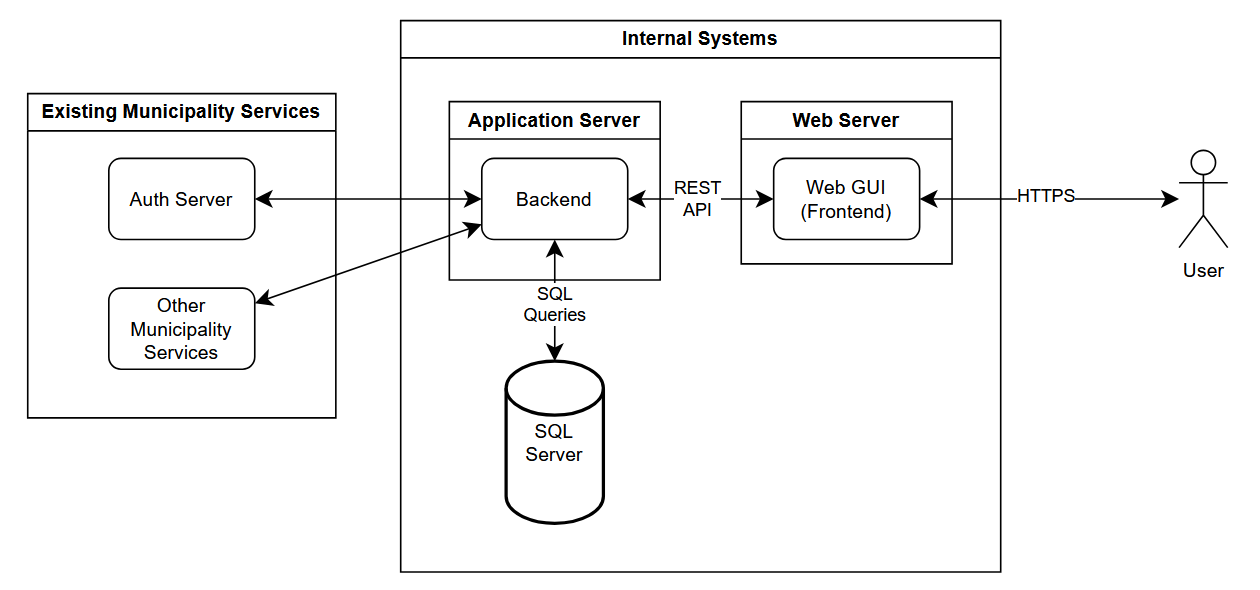 Internal Systems
Existing Municipality Services
Application Server
Web Server
Auth Server
Backend
REST
API
Web GUI
(Frontend)
HTTPS
User
Other
Municipality
Services
SQL
Queries
SQL
Server